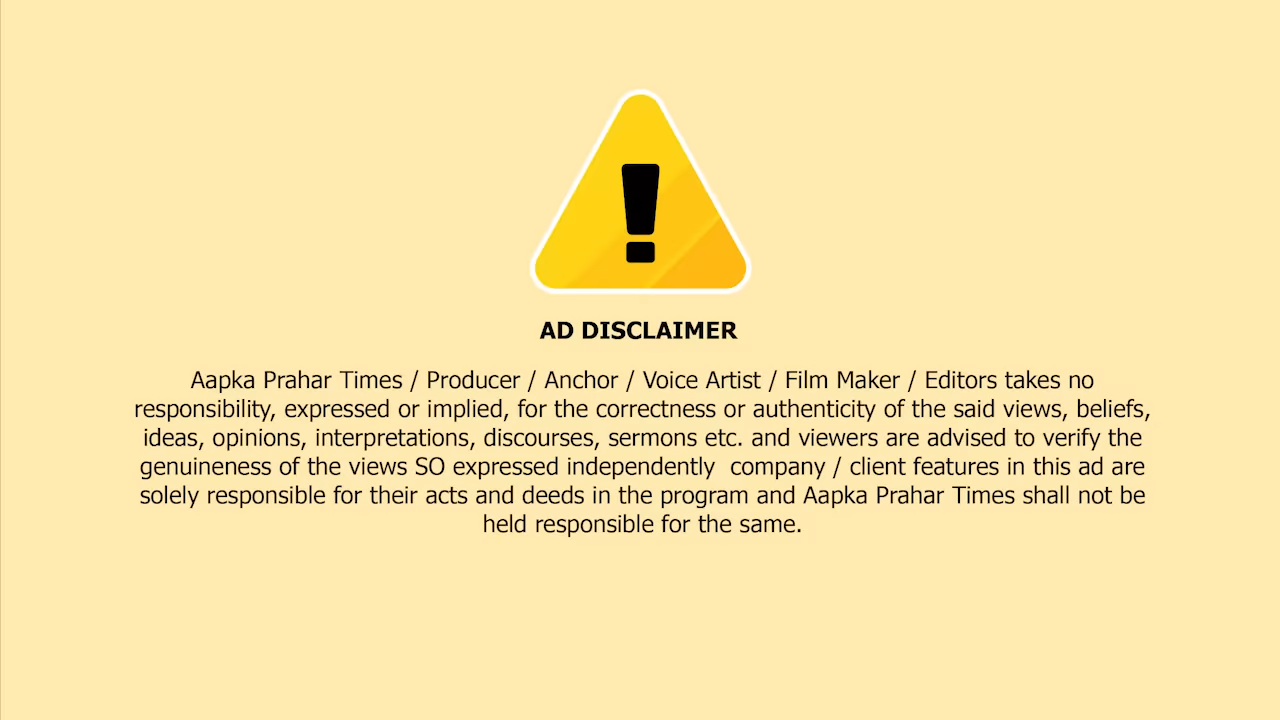 AD DISCLAIMER
Aapka Prahar Times / Producer / Anchor / Voice Artist / Film Maker / Editors takes no
responsibility, expressed or implied, for the correctness or authenticity of the said views, beliefs,
ideas, opinions, interpretations, discourses, sermons etc. and viewers are advised to verify the
genuineness of the views SO expressed independently  company / client features in this ad are
solely responsible for their acts and deeds in the program and Aapka Prahar Times shall not be
held responsible for the same.